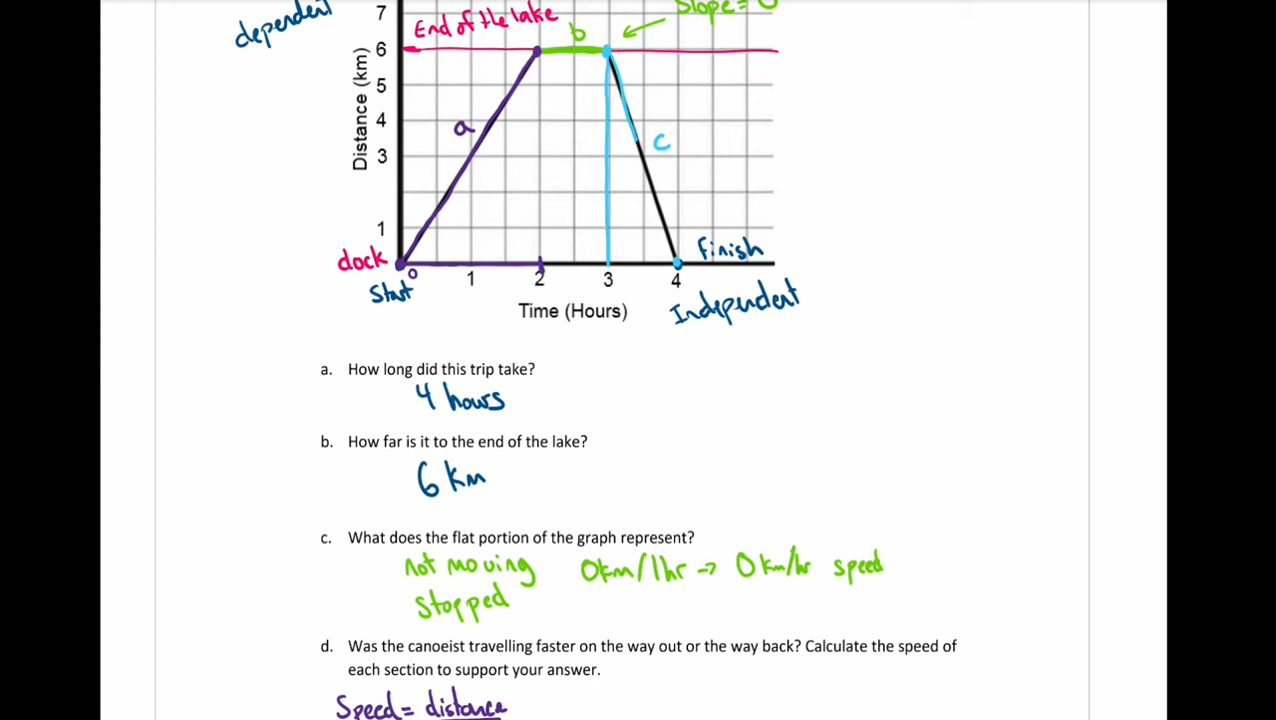 dependent
7
End of the lake
b
Slope = 0
6
Distance (km)
5
4
a
3
c
1
dock
0
Start
1
2
3
4
finish
Time (Hours)
Independent
a. How long did this trip take?
4 hours
b. How far is it to the end of the lake?
6 km
c. What does the flat portion of the graph represent?
not moving 0km/1hr → 0 km/hr speed
stopped
d. Was the canoeist travelling faster on the way out or the way back? Calculate the speed of
each section to support your answer.
Speed = distance